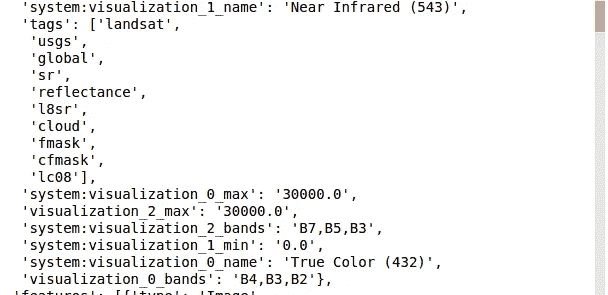 'system:visualization_1_name': 'Near Infrared (543)',
'tags': ['landsat',
'usgs',
'global',
'sr',
'reflectance',
'l8sr',
'cloud',
'fmask',
'cfmask',
'lc08'],
'system:visualization_0_max': '30000.0',
'visualization_2_max': '30000.0',
'system:visualization_2_bands': 'B7,B5,B3',
'system:visualization_1_min': '0.0',
'system:visualization_0_name': 'True Color (432)',
'visualization_0_bands': 'B4,B3,B2'},
'features': [{'type': 'Image',